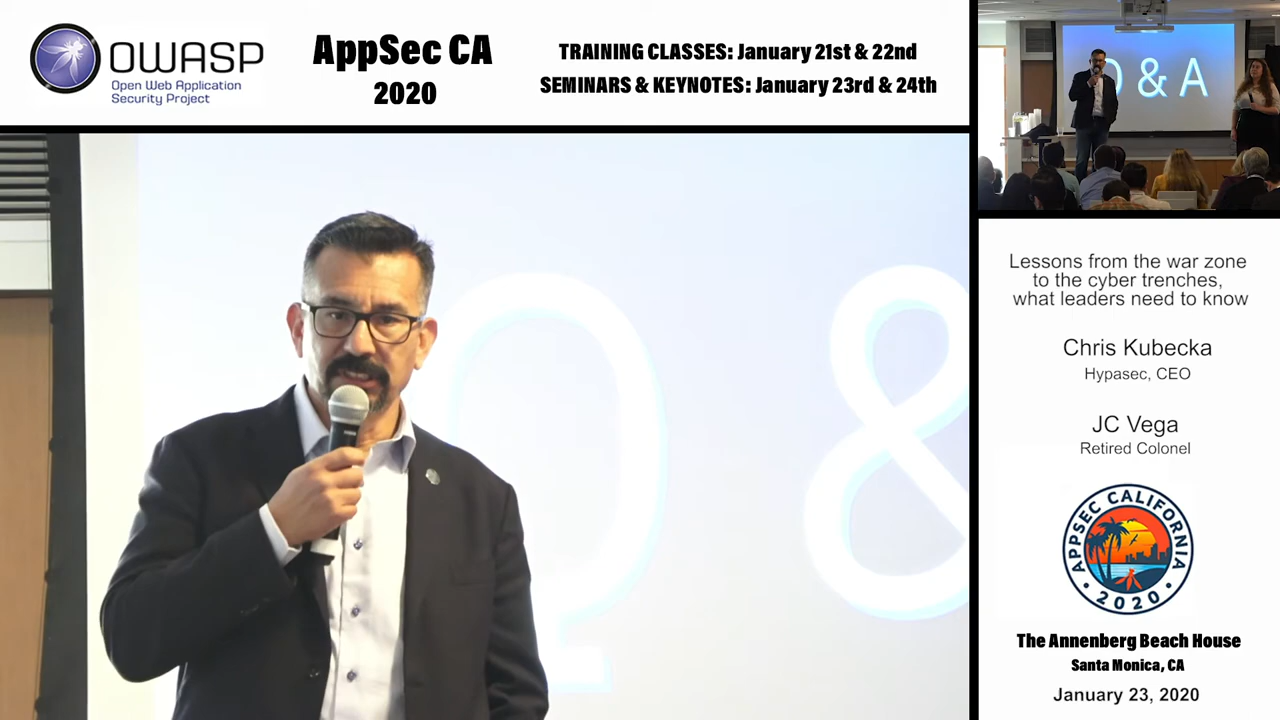 OWASP
Open Web Application
Security Project
AppSec CA
2020
TRAINING CLASSES: January 21st & 22nd
SEMINARS & KEYNOTES: January 23rd & 24th
Q &
Q & A
Lessons from the war zone
to the cyber trenches,
what leaders need to know
Chris Kubecka
Hypasec, CEO
JC Vega
Retired Colonel
APPSEC CALIFORNIA
• 2020 •
The Annenberg Beach House
Santa Monica, CA
January 23, 2020